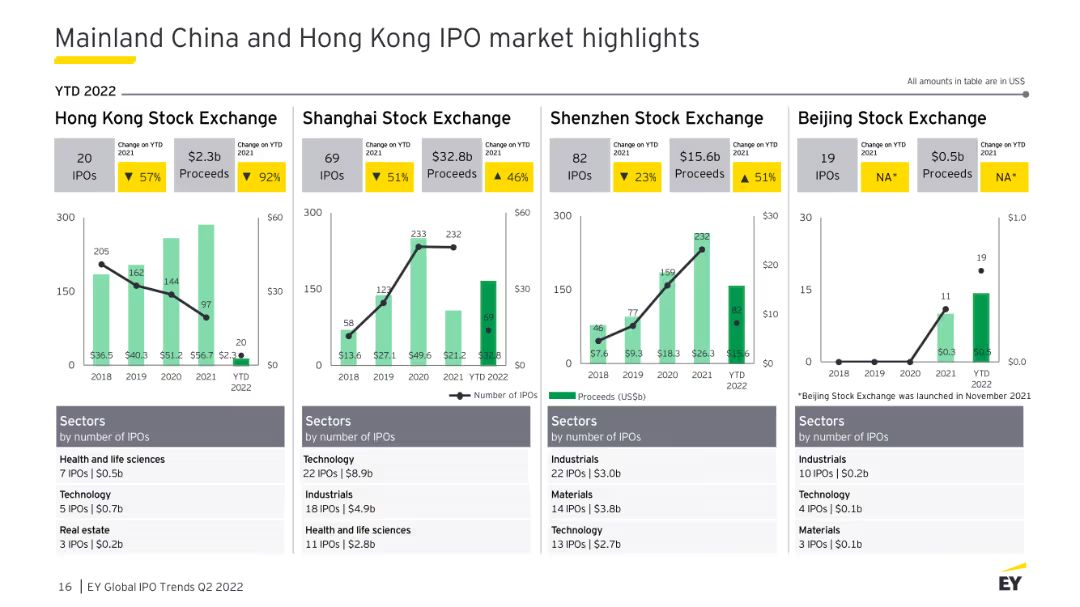 Mainland China and Hong Kong IPO market highlights
All amounts in table are in US$
YTD 2022
Hong Kong Stock Exchange
20
IPOs
Change on YTD
2021
▼ 57%
$2.3b
Proceeds
Change on YTD
2021
▼ 92%
300
150
0
$60
$30
$0
205
162
144
97
20
$36.5
$40.3
$51.2
$56.7
$2.3
2018
2019
2020
2021
YTD
2022
Sectors
by number of IPOs
Health and life sciences
7 IPOs | $0.5b
Technology
5 IPOs | $0.7b
Real estate
3 IPOs | $0.2b
Shanghai Stock Exchange
69
IPOs
Change on YTD
2021
▼ 51%
$32.8b
Proceeds
Change on YTD
2021
▲ 46%
300
150
0
$60
$30
$0
58
123
233
232
69
$13.6
$27.1
$49.6
$21.2
$32.8
2018
2019
2020
2021
YTD 2022
Number of IPOs
Sectors
by number of IPOs
Technology
22 IPOs | $8.9b
Industrials
18 IPOs | $4.9b
Health and life sciences
11 IPOs | $2.8b
Shenzhen Stock Exchange
82
IPOs
Change on YTD
2021
▼ 23%
$15.6b
Proceeds
Change on YTD
2021
▲ 51%
300
150
0
$30
$20
$10
$0
46
77
159
232
82
$7.6
$9.3
$18.3
$26.3
$15.6
2018
2019
2020
2021
YTD
2022
Proceeds (US$b)
Sectors
by number of IPOs
Industrials
22 IPOs | $3.0b
Materials
14 IPOs | $3.8b
Technology
13 IPOs | $2.7b
Beijing Stock Exchange
19
IPOs
Change on YTD
2021
NA*
$0.5b
Proceeds
Change on YTD
2021
NA*
30
15
0
$1.0
$0.0
11
19
$0.3
$0.5
2018
2019
2020
2021
YTD
2022
*Beijing Stock Exchange was launched in November 2021
Sectors
by number of IPOs
Industrials
10 IPOs | $0.2b
Technology
4 IPOs | $0.1b
Materials
3 IPOs | $0.1b
16 | EY Global IPO Trends Q2 2022
EY